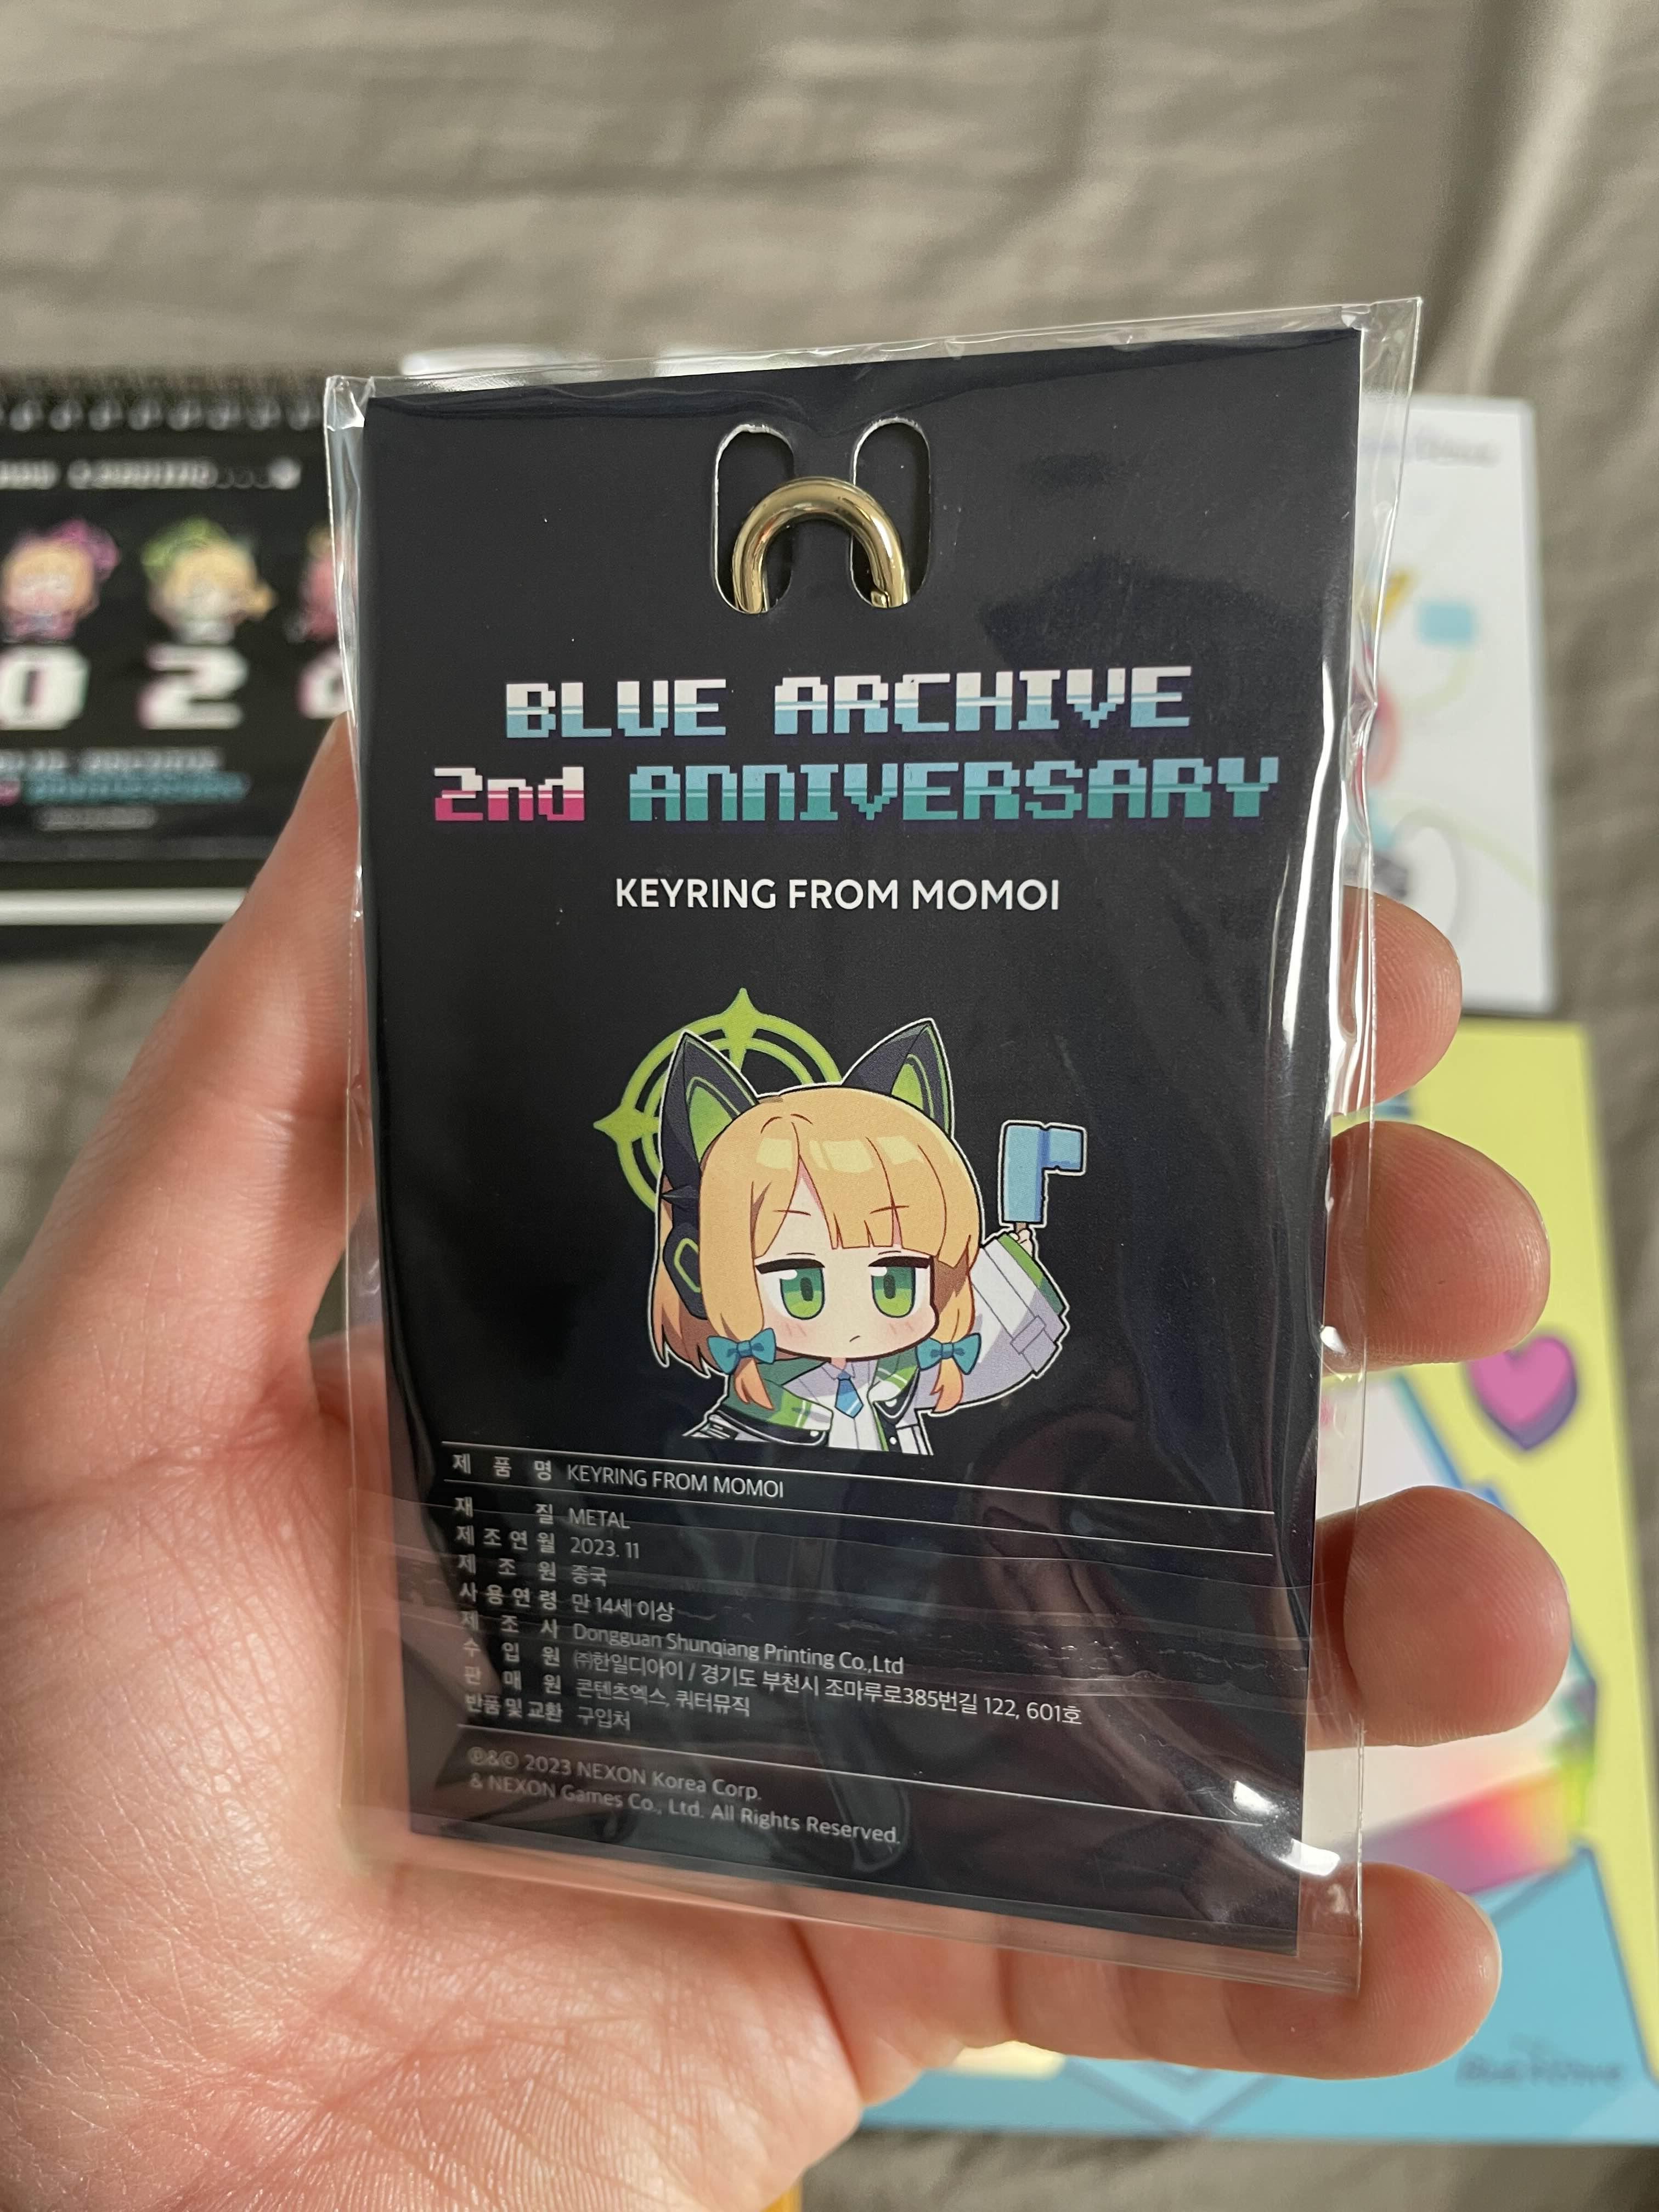 BLUE ARCHIVE
2nd ANNIVERSARY
KEYRING FROM MOMOI
제품명 KEYRING FROM MOMOI
재질 METAL
제조연월 2023. 11
제조원 중국
사용연령 만 14세 이상
제조사 Dongguan Shunqiang Printing Co.,Ltd
수입원 ㈜한일디아이 / 경기도 부천시 조마루로385번길 122, 601호
판매원 콘텐츠엑스, 쿼터뮤직
반품 및 교환 구입처
℗&© 2023 NEXON Korea Corp.
& NEXON Games Co., Ltd. All Rights Reserved.